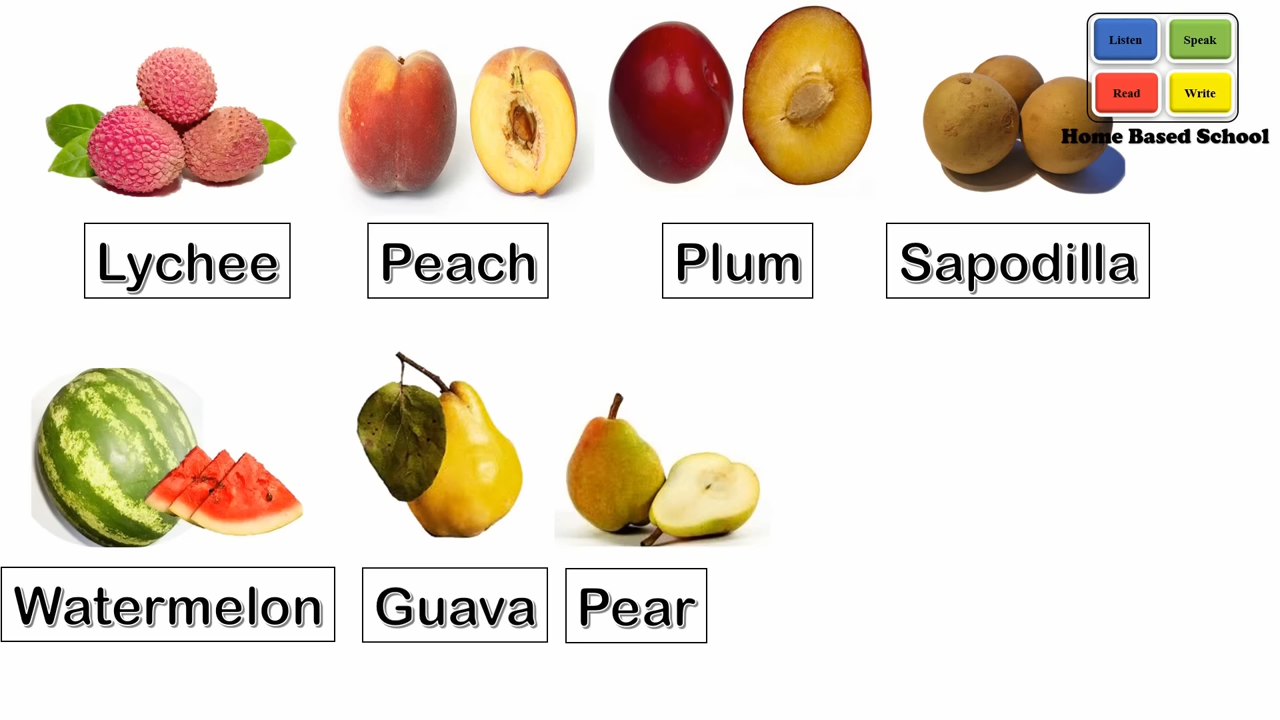 Listen Speak
Read Write
Home Based School
Lychee Peach Plum Sapodilla
Watermelon Guava Pear